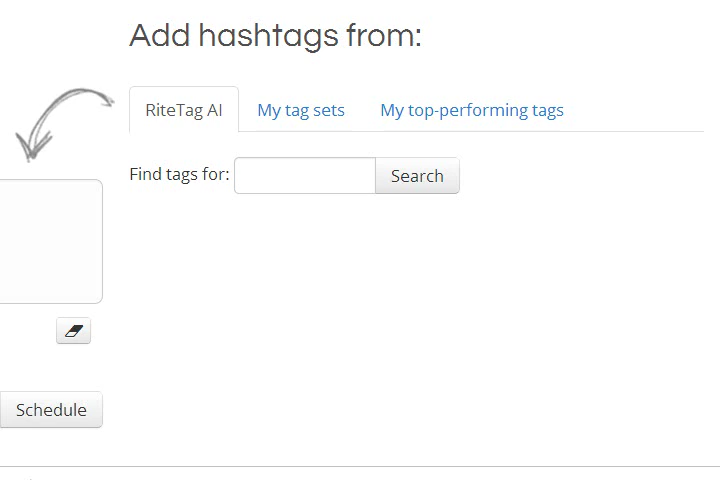 Add hashtags from:
RiteTag AI My tag sets My top-performing tags
Find tags for: Search
Schedule